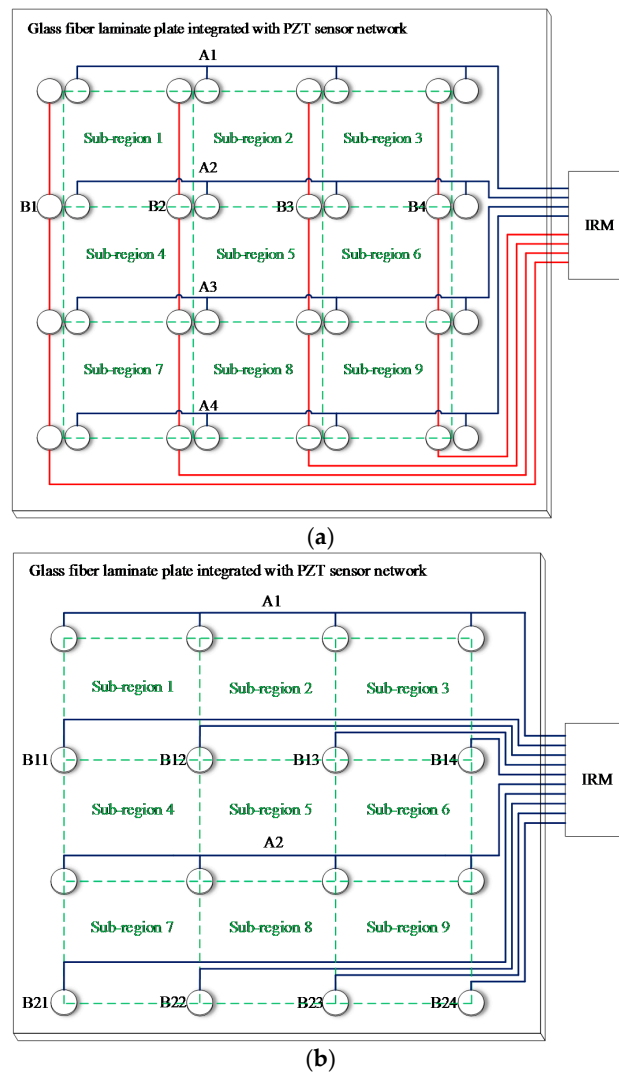 Glass fiber laminate plate integrated with PZT sensor network
A1
Sub-region 1 Sub-region 2 Sub-region 3
A2
B1 B2 B3 B4
IRM
Sub-region 4 Sub-region 5 Sub-region 6
A3
Sub-region 7 Sub-region 8 Sub-region 9
A4
(a)
Glass fiber laminate plate integrated with PZT sensor network
A1
Sub-region 1 Sub-region 2 Sub-region 3
B11 B12 B13 B14
IRM
Sub-region 4 Sub-region 5 Sub-region 6
A2
Sub-region 7 Sub-region 8 Sub-region 9
B21 B22 B23 B24
(b)